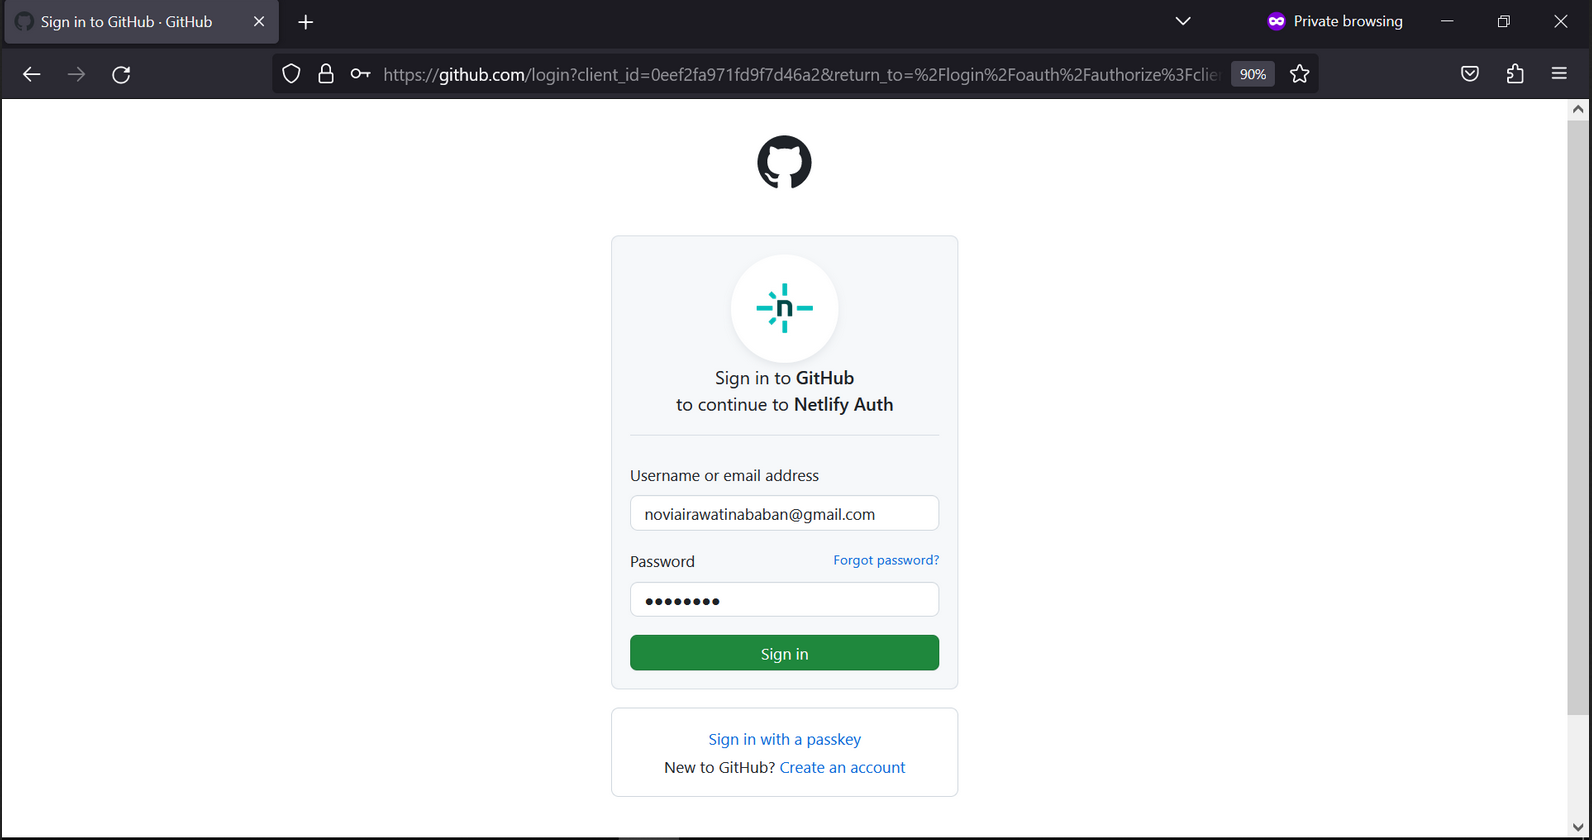 Sign in to GitHub · GitHub
Private browsing
https://github.com/login?client_id=0eef2fa971fd9f7d46a2&return_to=%2Flogin%2Foauth%2Fauthorize%3Fclie
90%
n
Sign in to GitHub
to continue to Netlify Auth
Username or email address
noviairawatinababan@gmail.com
Password
Forgot password?
••••••••
Sign in
Sign in with a passkey
New to GitHub? Create an account